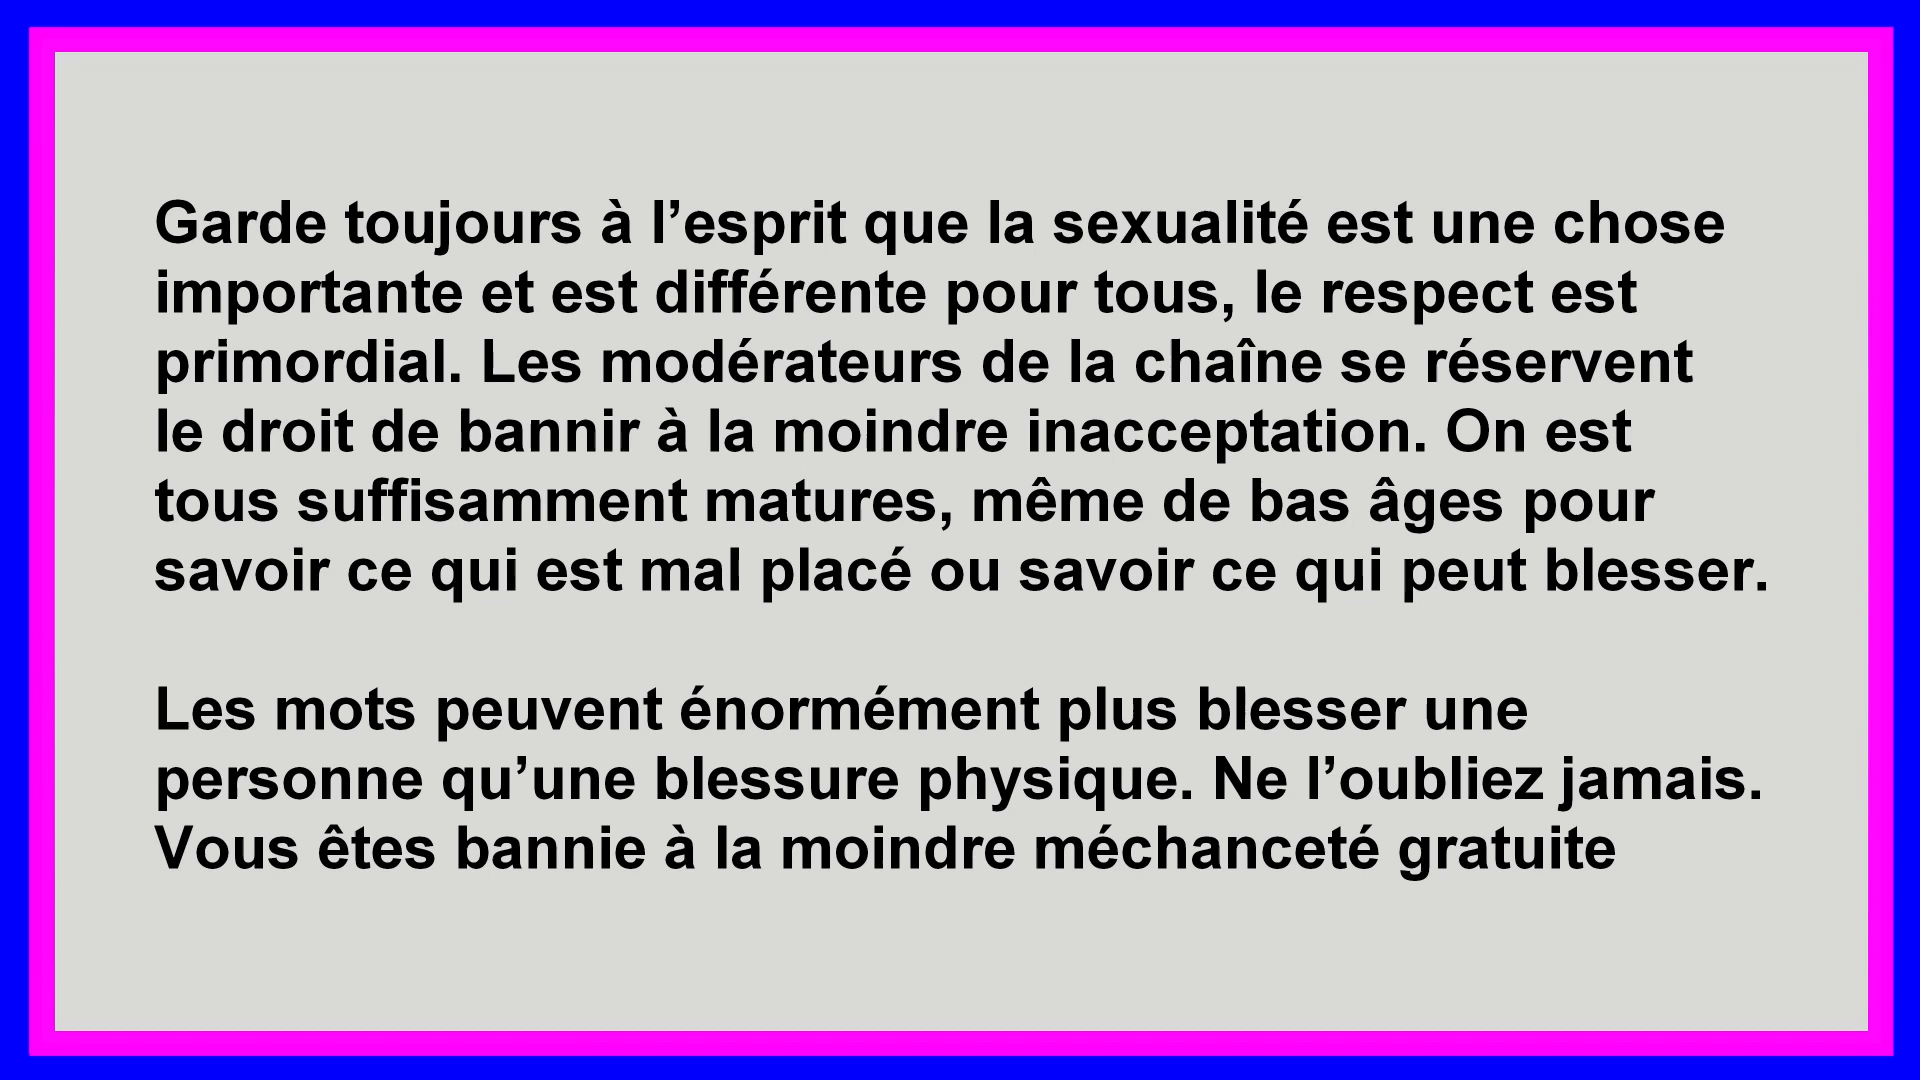 Garde toujours à l’esprit que la sexualité est une chose
importante et est différente pour tous, le respect est
primordial. Les modérateurs de la chaîne se réservent
le droit de bannir à la moindre inacceptation. On est
tous suffisamment matures, même de bas âges pour
savoir ce qui est mal placé ou savoir ce qui peut blesser.
Les mots peuvent énormément plus blesser une
personne qu’une blessure physique. Ne l’oubliez jamais.
Vous êtes bannie à la moindre méchanceté gratuite